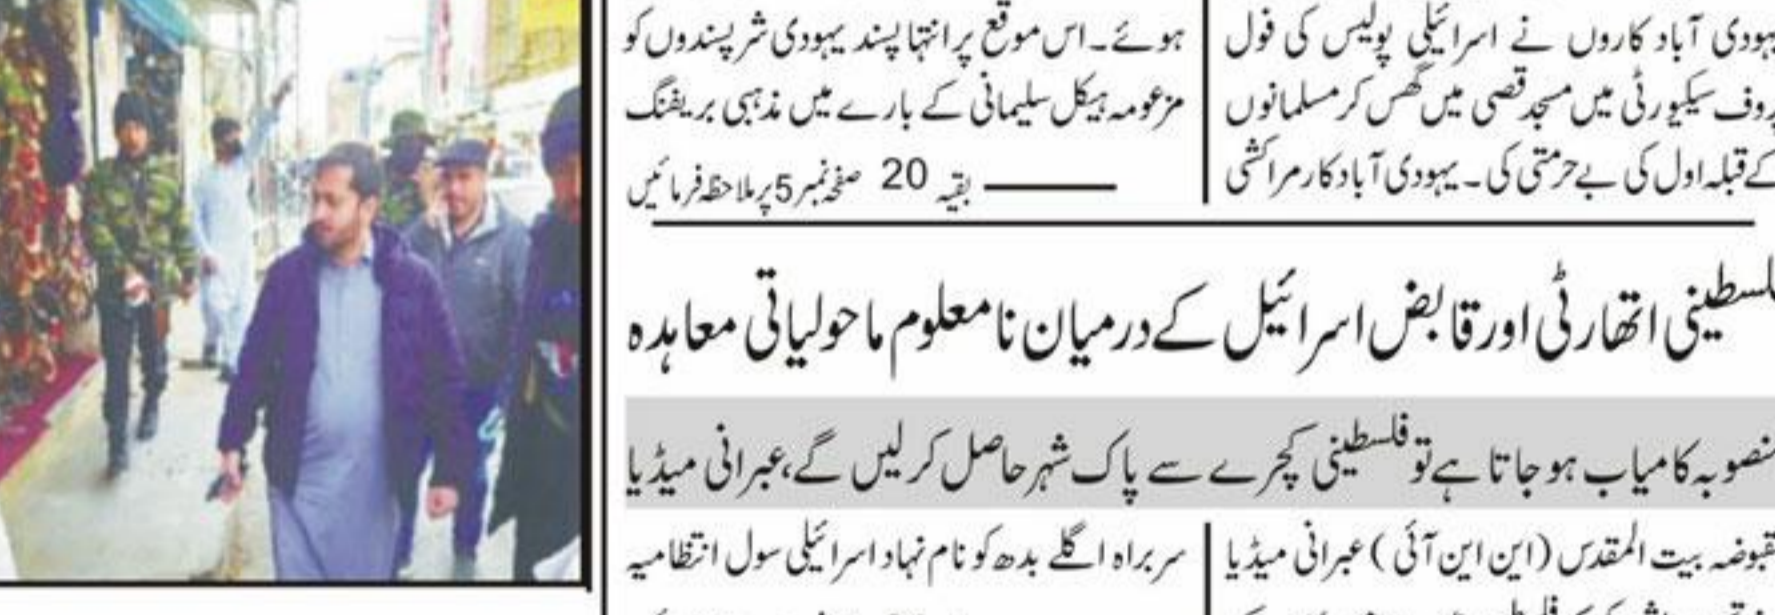 یہودی آباد کاروں نے اسرائیلی پولیس کی فول
پروف سیکیورٹی میں مسجد قصی میں گھس کر مسلمانوں
کے قبلہ اول کی بے حرمتی کی۔ یہودی آباد کار مراکشی
ہوئے۔ اس موقع پر انتہا پسند یہودی شر پسندوں کو
مزعومہ ہیکل سلیمانی کے بارے میں مذہبی بریفنگ
بقیہ 20 صفحہ نمبر 5 پر ملاحظہ فرمائیں
فلسطینی اتھارٹی اور قابض اسرائیل کے درمیان نامعلوم ماحولیاتی معاہدہ
منصوبہ کامیاب ہو جاتا ہے تو فلسطینی کچرے سے پاک شہر حاصل کر لیں گے، عبرانی میڈیا
مقبوضہ بیت المقدس (این این آئی) عبرانی میڈیا
سربراہ اگلے بدھ کو نام نہاد اسرائیلی سول انتظامیہ